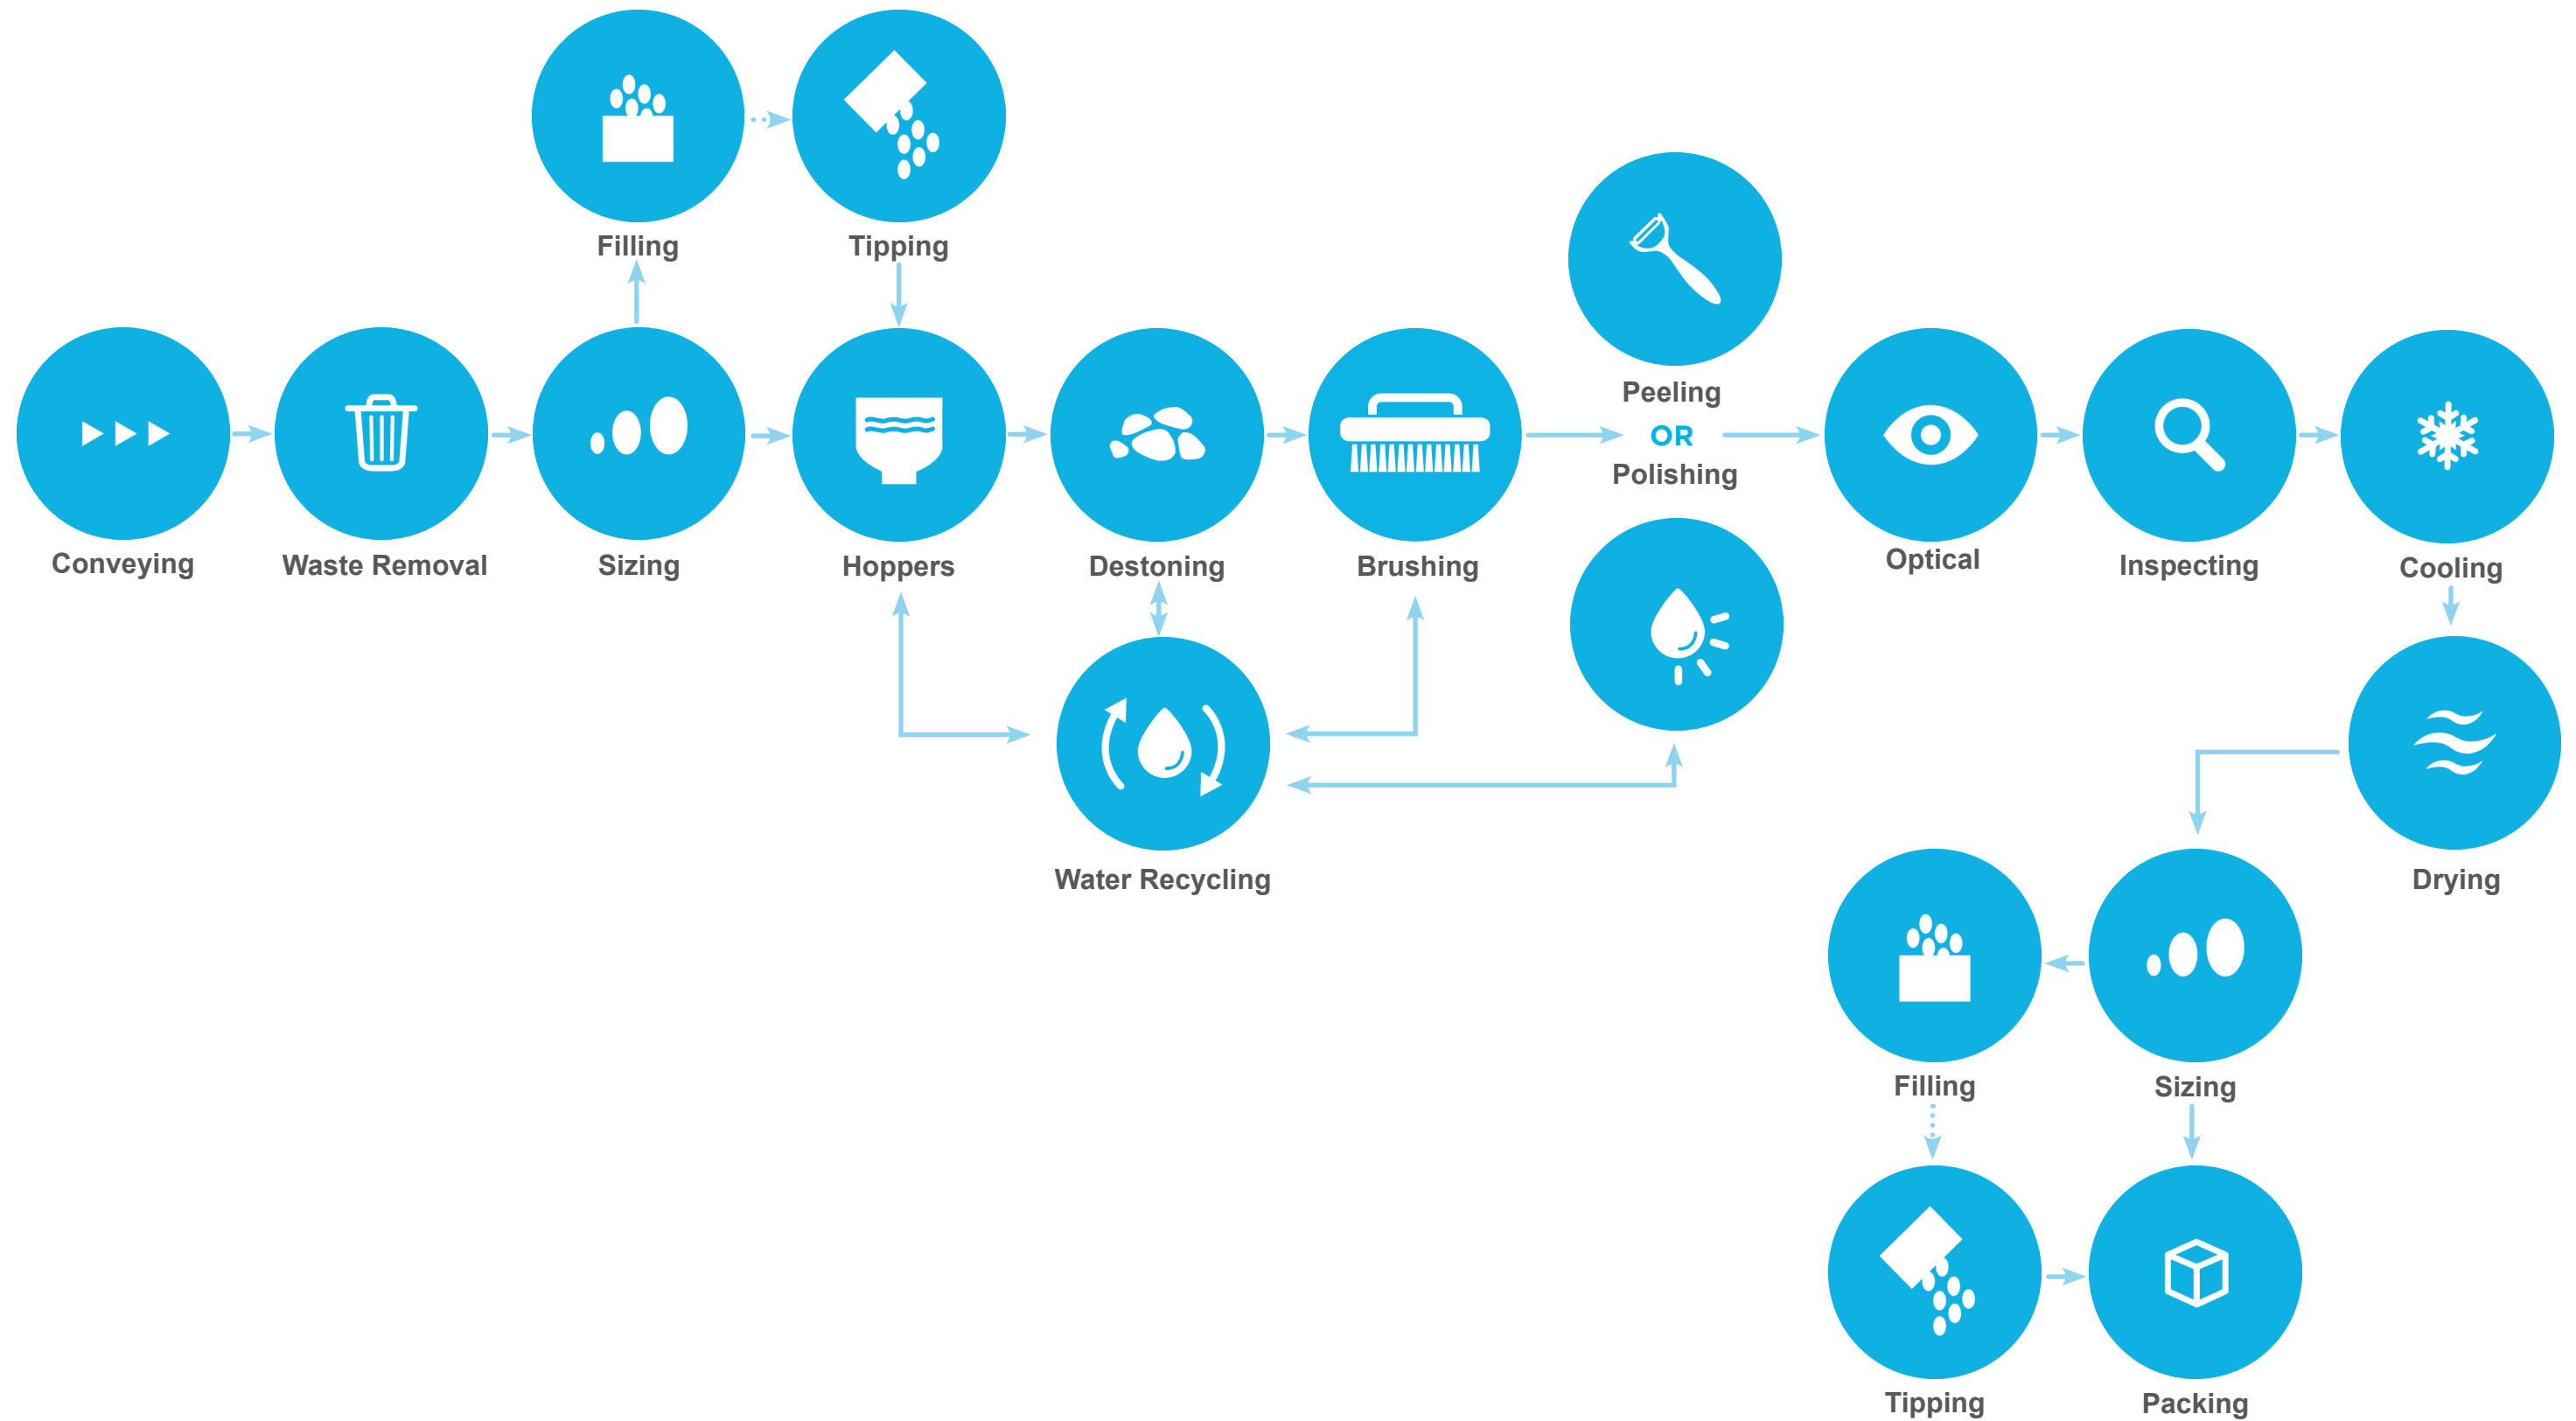 Filling
Tipping
Peeling
OR
Polishing
Conveying
Waste Removal
Sizing
Hoppers
Destoning
Brushing
Optical
Inspecting
Cooling
Water Recycling
Drying
Filling
Sizing
Tipping
Packing